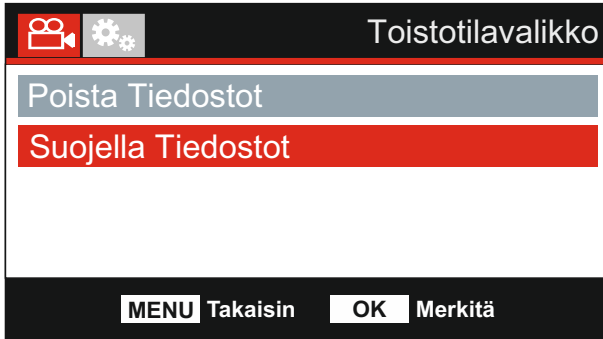 Toistotilavalikko
Poista Tiedostot
Suojella Tiedostot
MENU Takaisin OK Merkitä